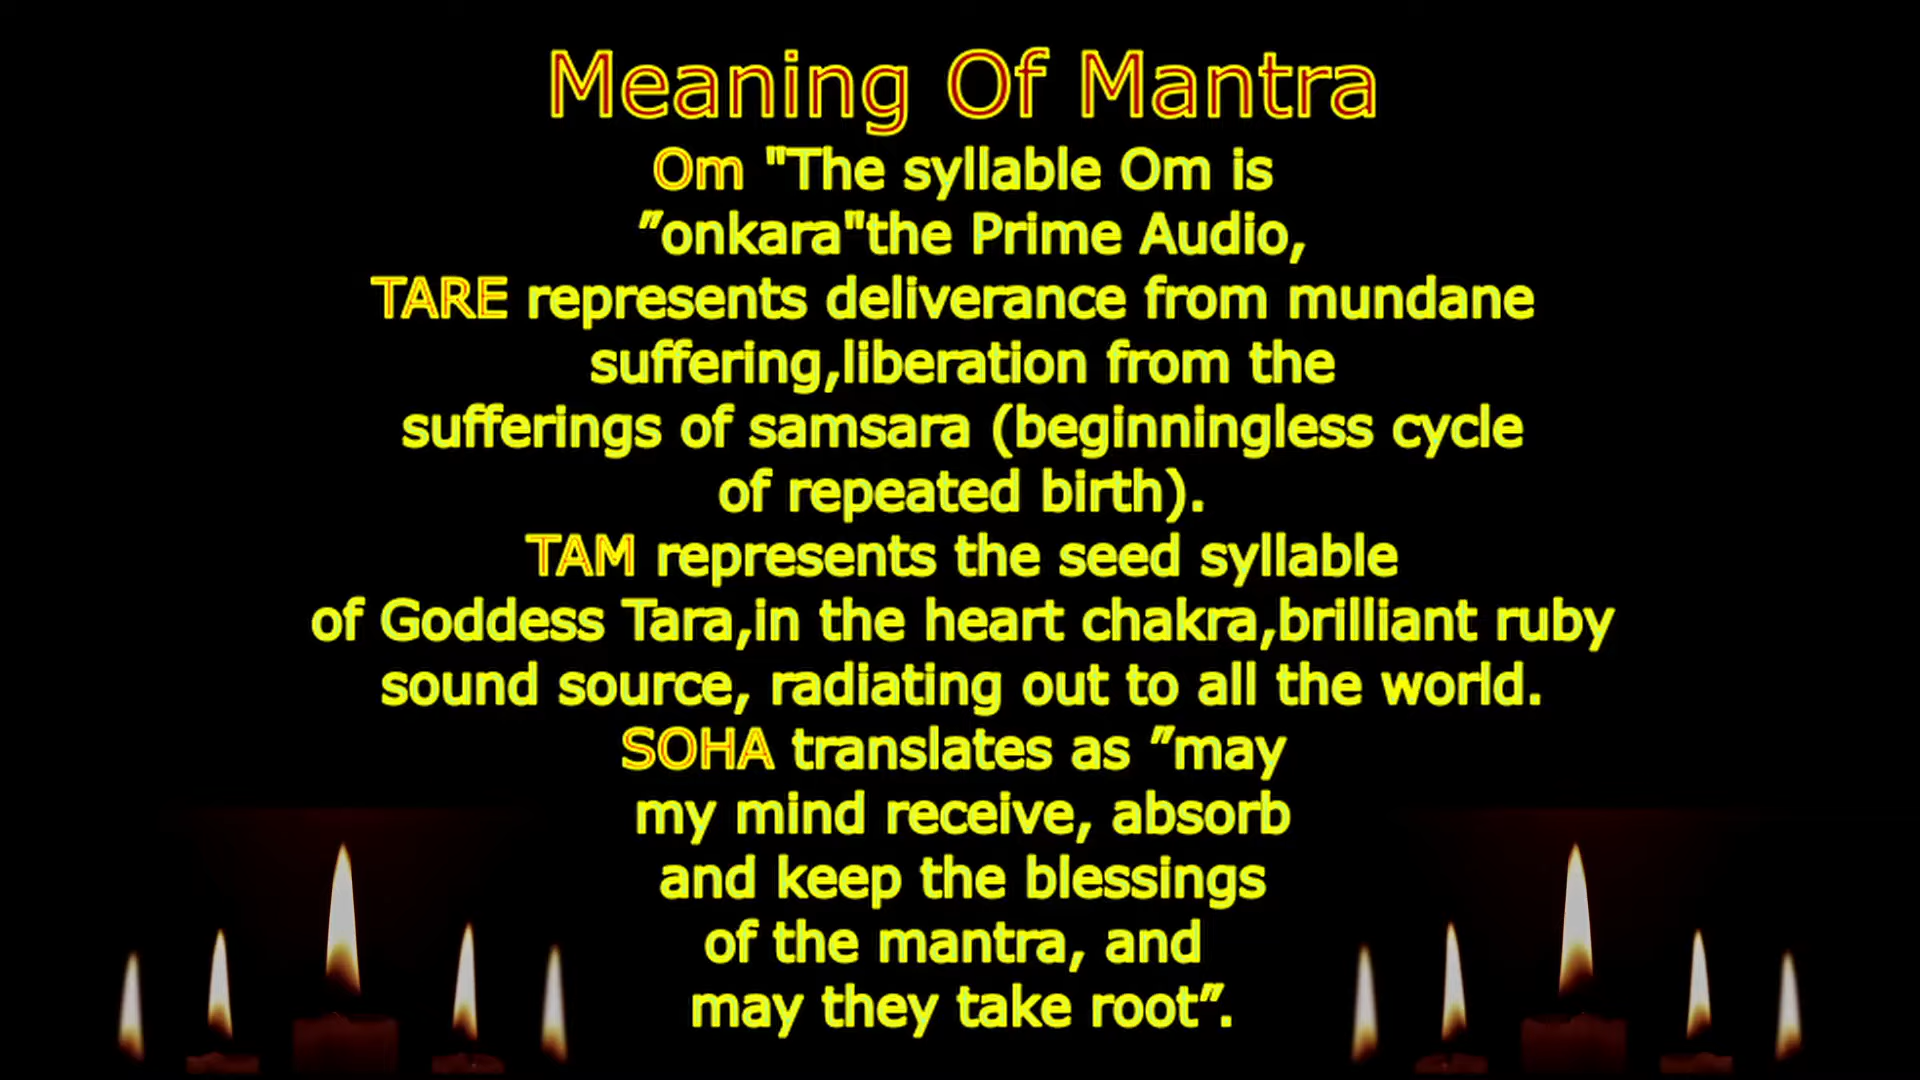 Meaning Of Mantra
Om "The syllable Om is
”onkara"the Prime Audio,
TARE represents deliverance from mundane
suffering,liberation from the
sufferings of samsara (beginningless cycle
of repeated birth).
TAM represents the seed syllable
of Goddess Tara,in the heart chakra,brilliant ruby
sound source, radiating out to all the world.
SOHA translates as ”may
my mind receive, absorb
and keep the blessings
of the mantra, and
may they take root”.